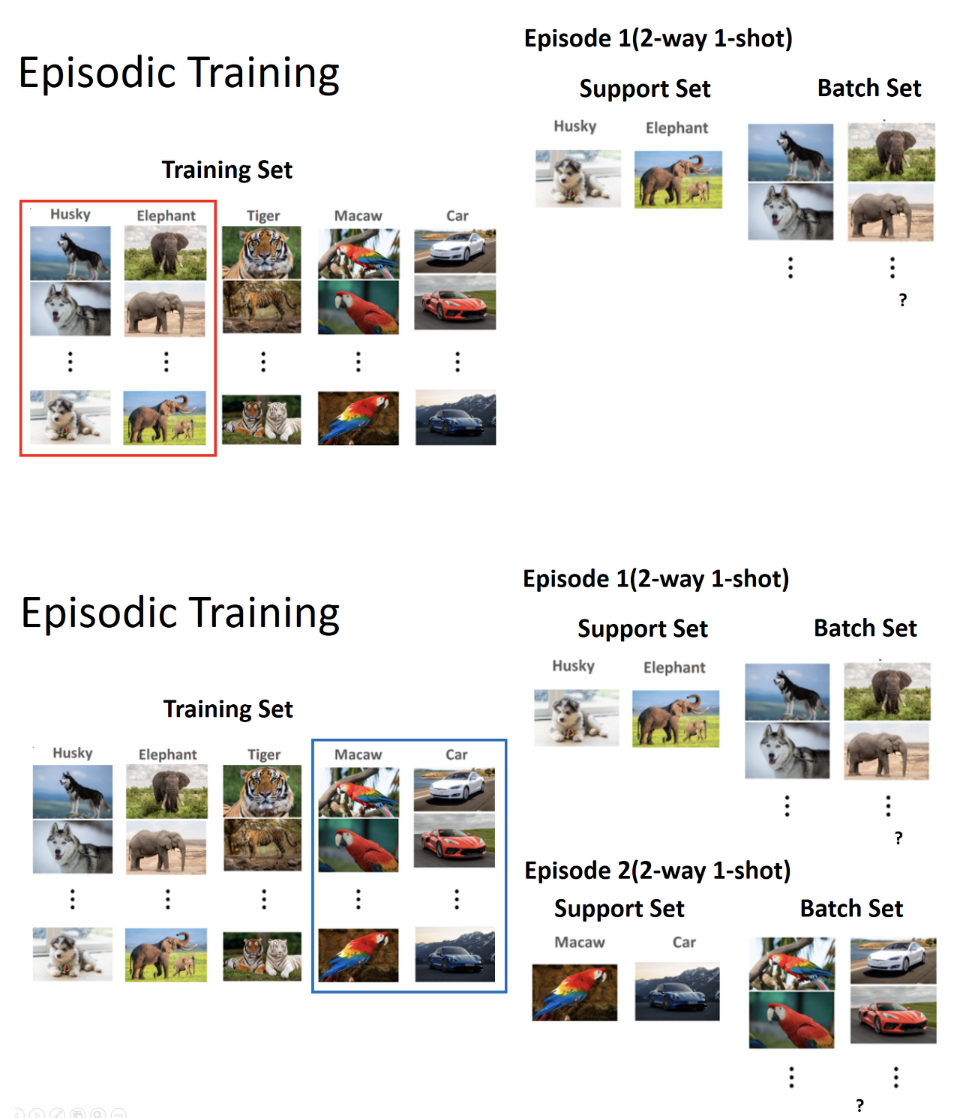 Episodic Training
Episode 1(2-way 1-shot)
Support Set
Batch Set
Husky
Elephant
?
Training Set
Husky
Elephant
Tiger
Macaw
Car
Episodic Training
Episode 1(2-way 1-shot)
Support Set
Batch Set
Husky
Elephant
?
Training Set
Husky
Elephant
Tiger
Macaw
Car
Episode 2(2-way 1-shot)
Support Set
Batch Set
Macaw
Car
?